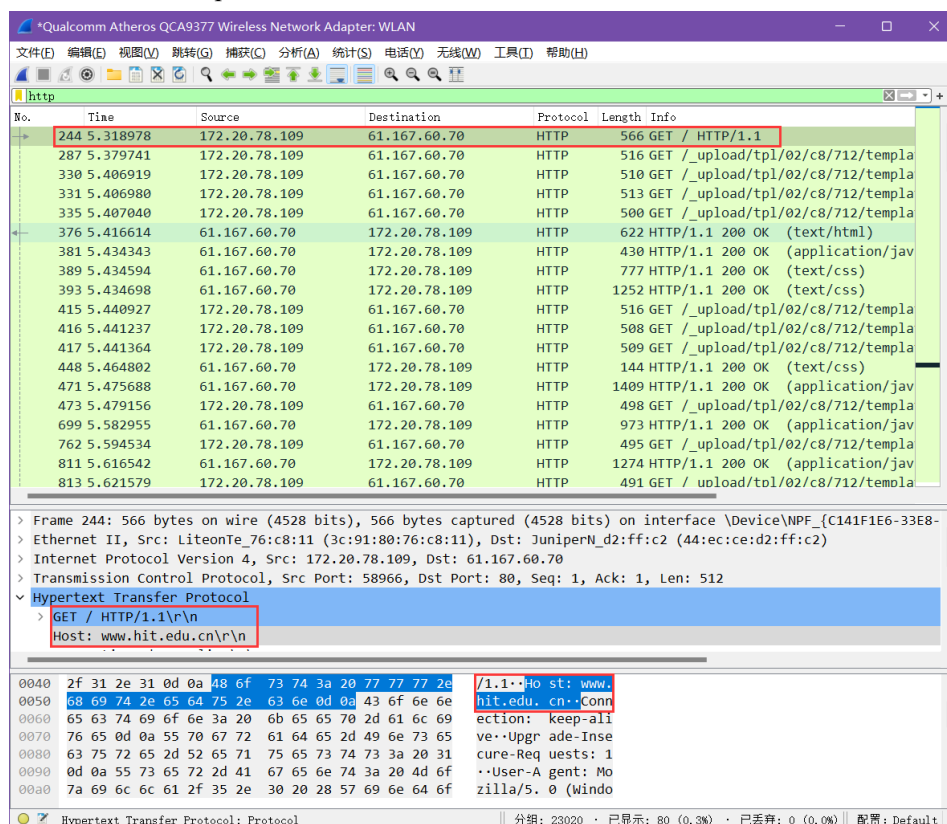 *Qualcomm Atheros QCA9377 Wireless Network Adapter: WLAN
文件(F) 编辑(E) 视图(V) 跳转(G) 捕获(C) 分析(A) 统计(S) 电话(Y) 无线(W) 工具(T) 帮助(H)
http
No. Time Source Destination Protocol Length Info
244 5.318978 172.20.78.109 61.167.60.70 HTTP 566 GET / HTTP/1.1
287 5.379741 172.20.78.109 61.167.60.70 HTTP 516 GET /_upload/tpl/02/c8/712/templa
330 5.406919 172.20.78.109 61.167.60.70 HTTP 510 GET /_upload/tpl/02/c8/712/templa
331 5.406980 172.20.78.109 61.167.60.70 HTTP 513 GET /_upload/tpl/02/c8/712/templa
335 5.407040 172.20.78.109 61.167.60.70 HTTP 500 GET /_upload/tpl/02/c8/712/templa
376 5.416614 61.167.60.70 172.20.78.109 HTTP 622 HTTP/1.1 200 OK (text/html)
381 5.434343 61.167.60.70 172.20.78.109 HTTP 430 HTTP/1.1 200 OK (application/jav
389 5.434594 61.167.60.70 172.20.78.109 HTTP 777 HTTP/1.1 200 OK (text/css)
393 5.434698 61.167.60.70 172.20.78.109 HTTP 1252 HTTP/1.1 200 OK (text/css)
415 5.440927 172.20.78.109 61.167.60.70 HTTP 516 GET /_upload/tpl/02/c8/712/templa
416 5.441237 172.20.78.109 61.167.60.70 HTTP 508 GET /_upload/tpl/02/c8/712/templa
417 5.441364 172.20.78.109 61.167.60.70 HTTP 509 GET /_upload/tpl/02/c8/712/templa
448 5.464802 61.167.60.70 172.20.78.109 HTTP 144 HTTP/1.1 200 OK (text/css)
471 5.475688 61.167.60.70 172.20.78.109 HTTP 1409 HTTP/1.1 200 OK (application/jav
473 5.479156 172.20.78.109 61.167.60.70 HTTP 498 GET /_upload/tpl/02/c8/712/templa
699 5.582955 61.167.60.70 172.20.78.109 HTTP 973 HTTP/1.1 200 OK (application/jav
762 5.594534 172.20.78.109 61.167.60.70 HTTP 495 GET /_upload/tpl/02/c8/712/templa
811 5.616542 61.167.60.70 172.20.78.109 HTTP 1274 HTTP/1.1 200 OK (application/jav
813 5.621579 172.20.78.109 61.167.60.70 HTTP 491 GET /_upload/tpl/02/c8/712/templa
> Frame 244: 566 bytes on wire (4528 bits), 566 bytes captured (4528 bits) on interface \Device\NPF_{C141F1E6-33E8-
> Ethernet II, Src: LiteonTe_76:c8:11 (3c:91:80:76:c8:11), Dst: JuniperN_d2:ff:c2 (44:ec:ce:d2:ff:c2)
> Internet Protocol Version 4, Src: 172.20.78.109, Dst: 61.167.60.70
> Transmission Control Protocol, Src Port: 58966, Dst Port: 80, Seq: 1, Ack: 1, Len: 512
Hypertext Transfer Protocol
> GET / HTTP/1.1\r\n
Host: www.hit.edu.cn\r\n
0040 2f 31 2e 31 0d 0a 48 6f 73 74 3a 20 77 77 77 2e /1.1··Ho st: www.
0050 68 69 74 2e 65 64 75 2e 63 6e 0d 0a 43 6f 6e 6e hit.edu. cn··Conn
0060 65 63 74 69 6f 6e 3a 20 6b 65 65 70 2d 61 6c 69 ection: keep-ali
0070 76 65 0d 0a 55 70 67 72 61 64 65 2d 49 6e 73 65 ve··Upgr ade-Inse
0080 63 75 72 65 2d 52 65 71 75 65 73 74 73 3a 20 31 cure-Req uests: 1
0090 0d 0a 55 73 65 72 2d 41 67 65 6e 74 3a 20 4d 6f ··User-A gent: Mo
00a0 7a 69 6c 6c 61 2f 35 2e 30 20 28 57 69 6e 64 6f zilla/5. 0 (Windo
Hypertext Transfer Protocol: Protocol 分组: 23020 · 已显示: 80 (0.3%) · 已丢弃: 0 (0.0%) 配置: Default